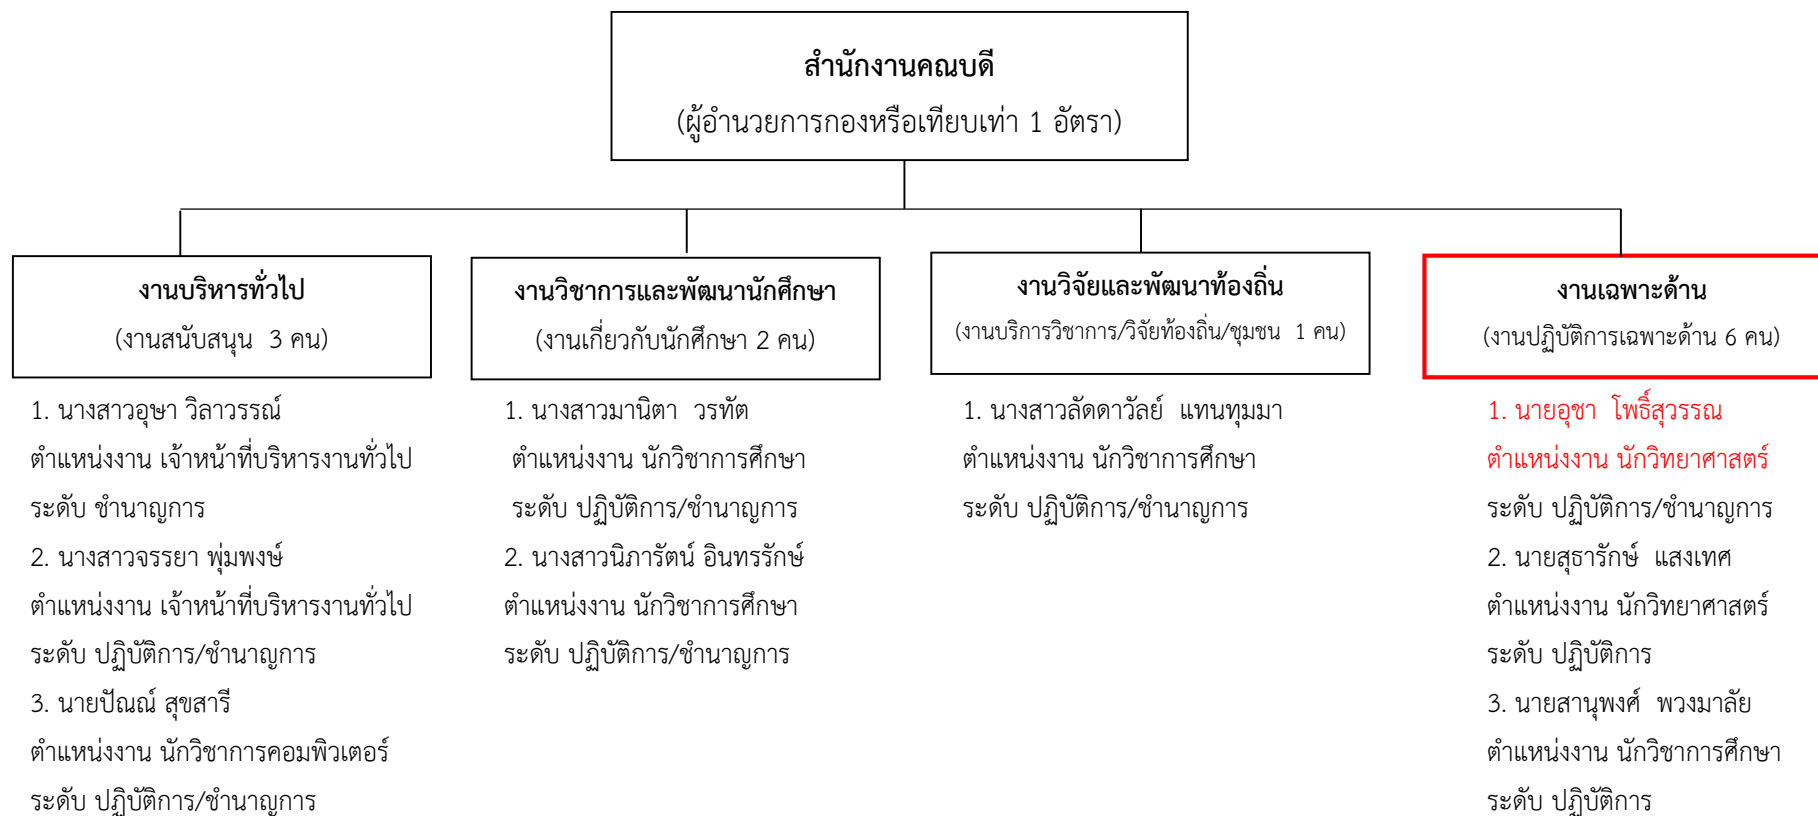 สำนักงานคณบดี
(ผู้อำนวยการกองหรือเทียบเท่า 1 อัตรา)
งานบริหารทั่วไป
(งานสนับสนุน 3 คน)
1. นางสาวอุษา วิลาวรรณ์
ตำแหน่งงาน เจ้าหน้าที่บริหารงานทั่วไป
ระดับ ชำนาญการ
2. นางสาวจรรยา พุ่มพงษ์
ตำแหน่งงาน เจ้าหน้าที่บริหารงานทั่วไป
ระดับ ปฏิบัติการ/ชำนาญการ
3. นายปัณณ์ สุขสารี
ตำแหน่งงาน นักวิชาการคอมพิวเตอร์
ระดับ ปฏิบัติการ/ชำนาญการ
งานวิชาการและพัฒนานักศึกษา
(งานเกี่ยวกับนักศึกษา 2 คน)
1. นางสาวมานิตา วรทัต
ตำแหน่งงาน นักวิชาการศึกษา
ระดับ ปฏิบัติการ/ชำนาญการ
2. นางสาวนิภารัตน์ อินทรรักษ์
ตำแหน่งงาน นักวิชาการศึกษา
ระดับ ปฏิบัติการ/ชำนาญการ
งานวิจัยและพัฒนาท้องถิ่น
(งานบริการวิชาการ/วิจัยท้องถิ่น/ชุมชน 1 คน)
1. นางสาวลัดดาวัลย์ แทนทุมมา
ตำแหน่งงาน นักวิชาการศึกษา
ระดับ ปฏิบัติการ/ชำนาญการ
งานเฉพาะด้าน
(งานปฏิบัติการเฉพาะด้าน 6 คน)
1. นายอุชา โพธิ์สุวรรณ
ตำแหน่งงาน นักวิทยาศาสตร์
ระดับ ปฏิบัติการ/ชำนาญการ
2. นายสุธารักษ์ แสงเทศ
ตำแหน่งงาน นักวิทยาศาสตร์
ระดับ ปฏิบัติการ
3. นายสานุพงศ์ พวงมาลัย
ตำแหน่งงาน นักวิชาการศึกษา
ระดับ ปฏิบัติการ